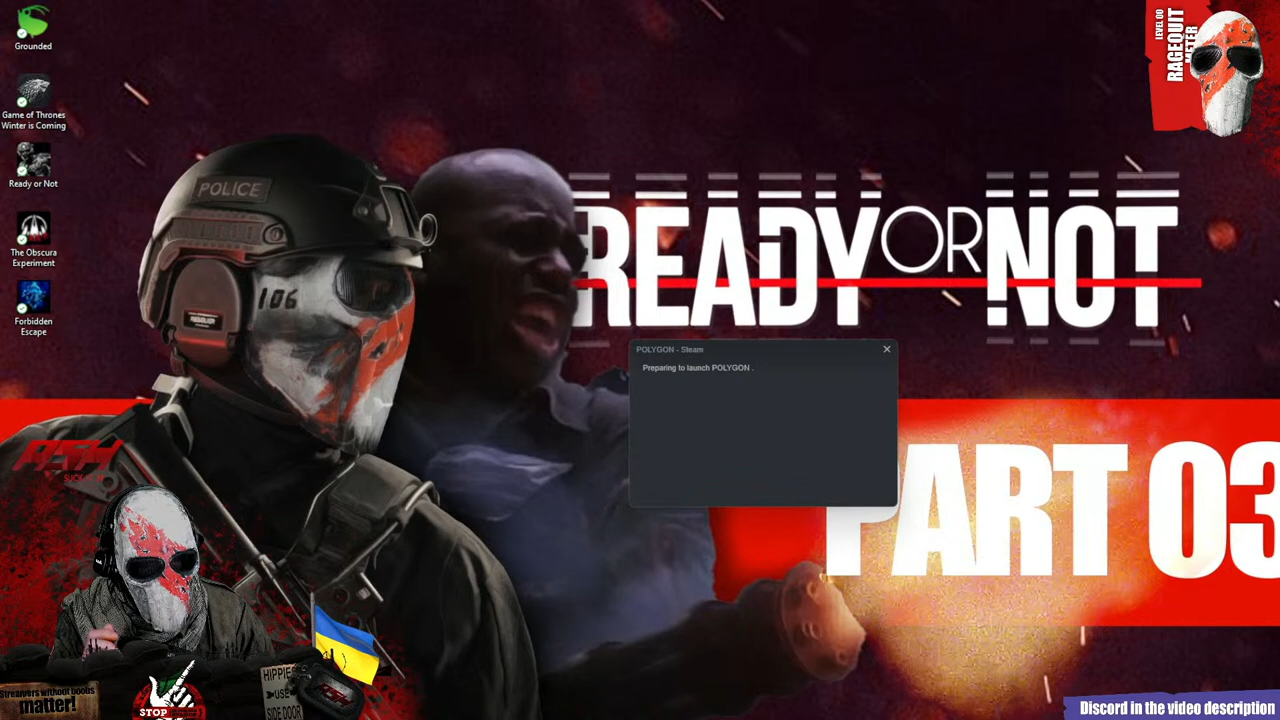 Grounded
Game of Thrones
Winter is Coming
Ready or Not
The Obscura
Experiment
Forbidden
Escape
LEVEL 00
RAGEQUIT
METER
POLICE
106
READY OR NOT
POLYGON - Steam
Preparing to launch POLYGON .
PART 03
ASH
Streamers without boobs
matter!
STOP
HIPPIES
USE
SIDE DOOR
Discord in the video description